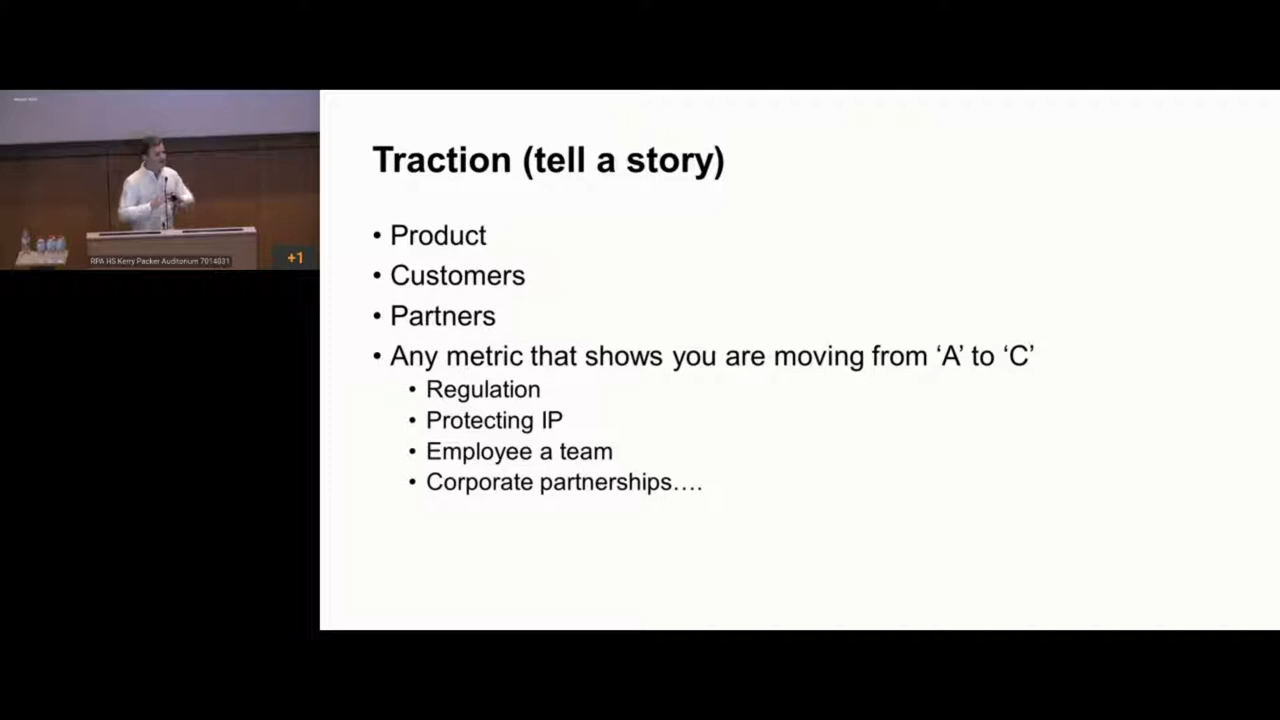 Traction (tell a story)
• Product
• Customers
• Partners
• Any metric that shows you are moving from ‘A’ to ‘C’
• Regulation
• Protecting IP
• Employee a team
• Corporate partnerships….
RPA HS Kerry Packer Auditorium 7014031
+1